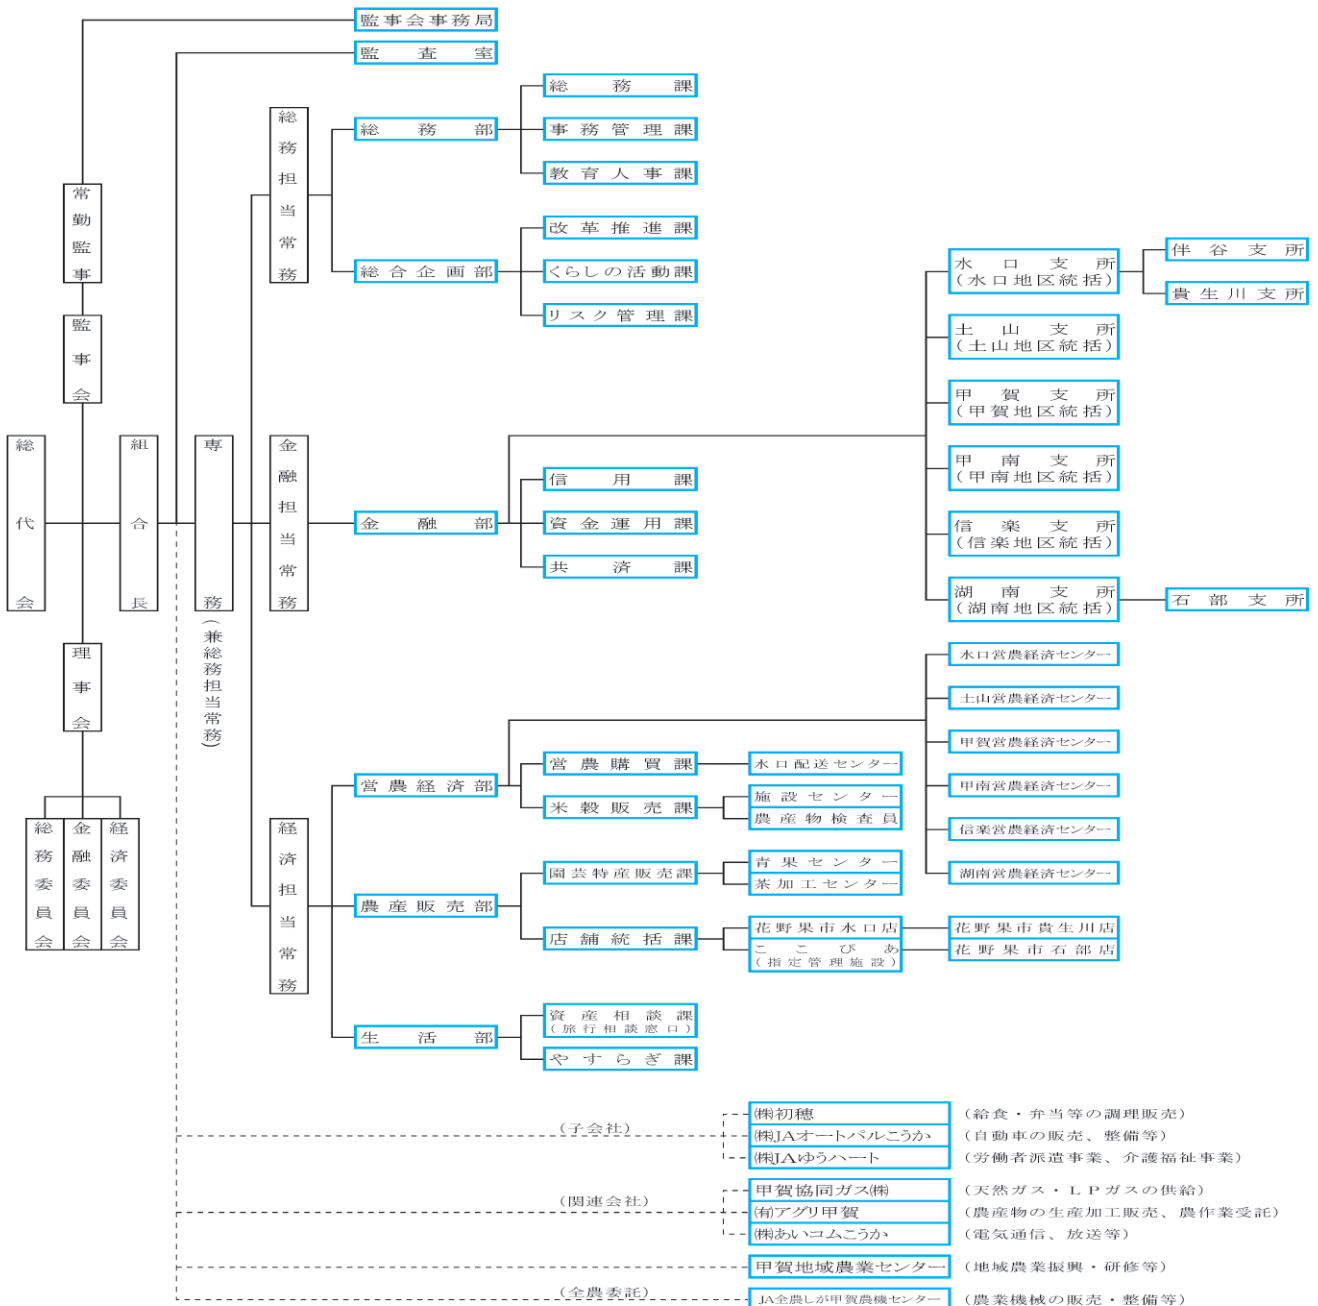 監事会事務局
監査室
総務課
総務部
事務管理課
教育人事課
総務担当常務
改革推進課
総合企画部
くらしの活動課
リスク管理課
常勤監事
監事会
総代会
組合長
専務
(兼総務担当常務)
金融担当常務
金融部
信用課
資金運用課
共済課
水口支所
(水口地区統括)
伴谷支所
貴生川支所
土山支所
(土山地区統括)
甲賀支所
(甲賀地区統括)
甲南支所
(甲南地区統括)
信楽支所
(信楽地区統括)
湖南支所
(湖南地区統括)
石部支所
理事会
総務委員会
金融委員会
経済委員会
経済担当常務
営農経済部
営農購買課
水口配送センター
米穀販売課
施設センター
農産物検査員
水口営農経済センター
土山営農経済センター
甲賀営農経済センター
甲南営農経済センター
信楽営農経済センター
湖南営農経済センター
農産販売部
園芸特産販売課
青果センター
茶加工センター
店舗統括課
花野果市水口店
花野果市貴生川店
ここぴあ
(指定管理施設)
花野果市石部店
生活部
資産相談課
(旅行相談窓口)
やすらぎ課
(子会社)
㈱初穂
(給食・弁当等の調理販売)
㈱JAオートパルこうか
(自動車の販売、整備等)
㈱JAゆうハート
(労働者派遣事業、介護福祉事業)
(関連会社)
甲賀協同ガス㈱
(天然ガス・LPガスの供給)
㈲アグリ甲賀
(農産物の生産加工販売、農作業受託)
㈱あいコムこうか
(電気通信、放送等)
甲賀地域農業センター
(地域農業振興・研修等)
(全農委託)
JA全農しが甲賀農機センター
(農業機械の販売・整備等)